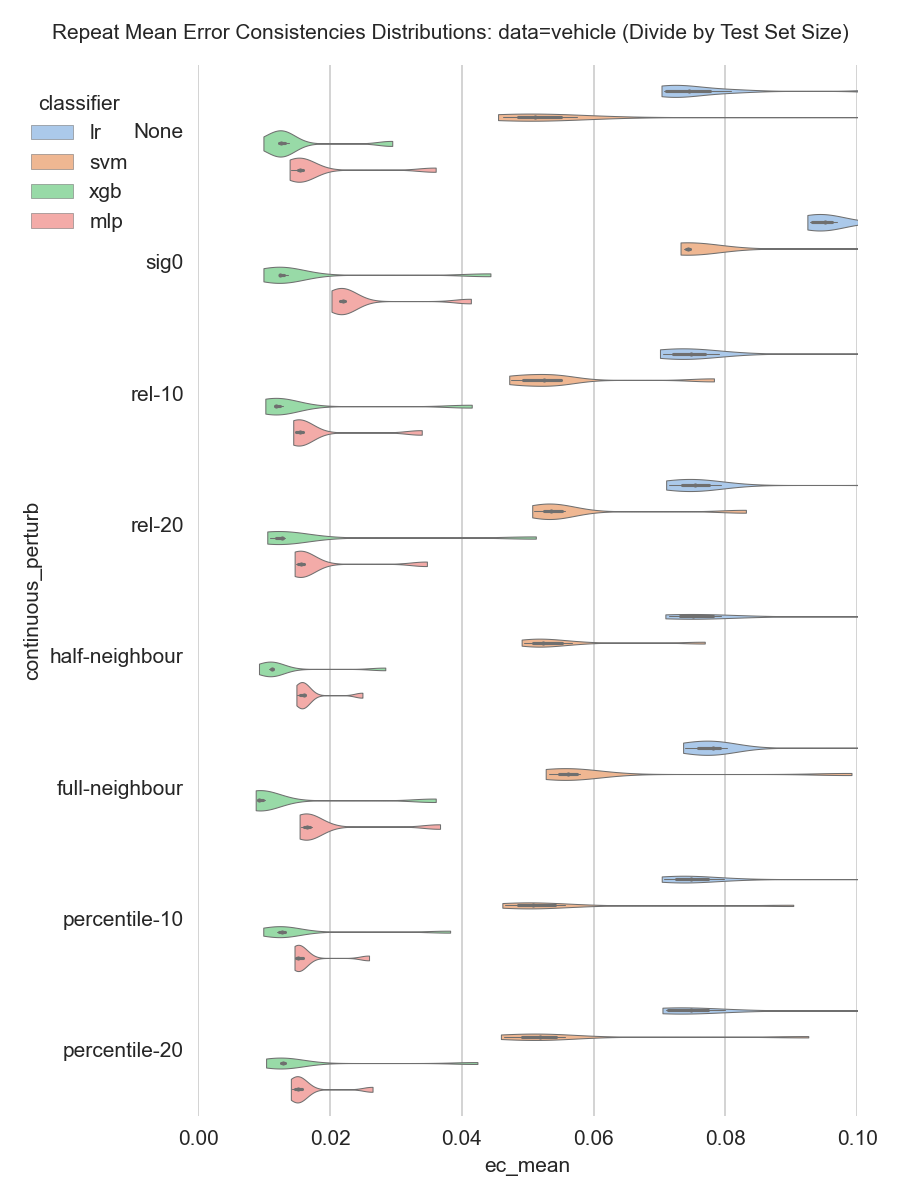 Repeat Mean Error Consistencies Distributions: data=vehicle (Divide by Test Set Size)
classifier
lr
svm
xgb
mlp
None
sig0
rel-10
rel-20
half-neighbour
full-neighbour
percentile-10
percentile-20
continuous_perturb
0.00 0.02 0.04 0.06 0.08 0.10
ec_mean